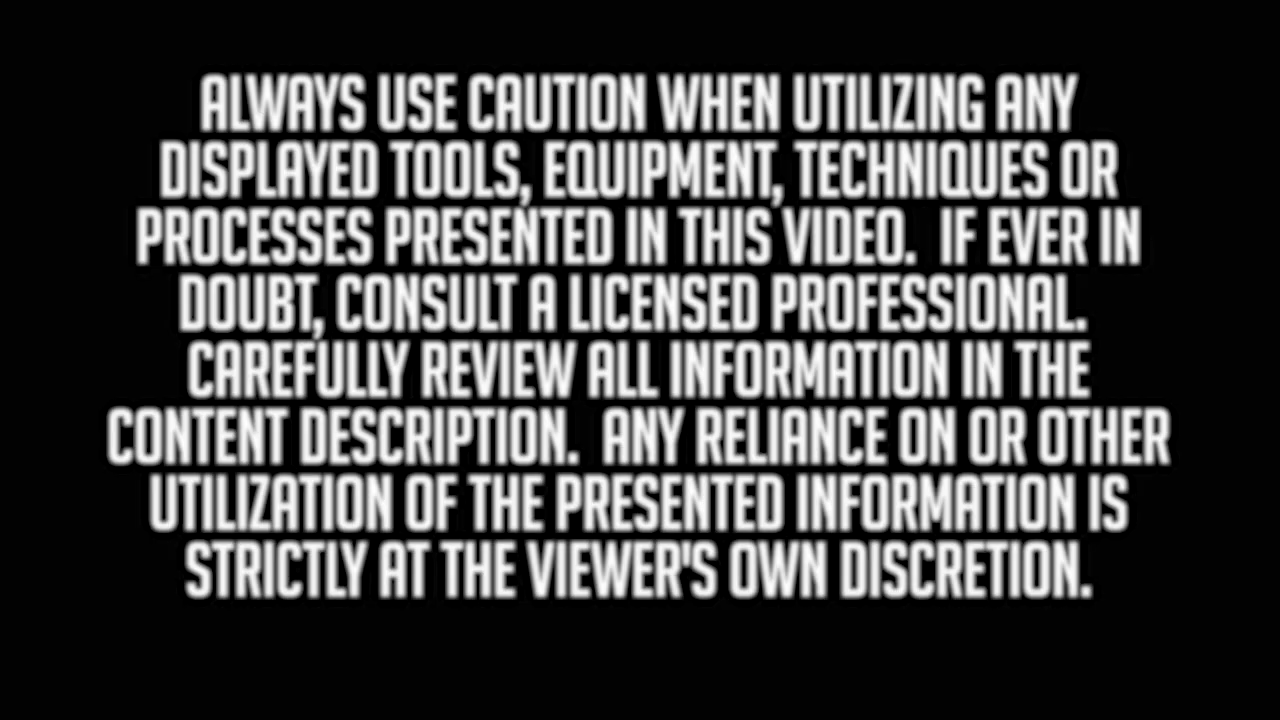 ALWAYS USE CAUTION WHEN UTILIZING ANY
DISPLAYED TOOLS, EQUIPMENT, TECHNIQUES OR
PROCESSES PRESENTED IN THIS VIDEO.  IF EVER IN
DOUBT, CONSULT A LICENSED PROFESSIONAL.
CAREFULLY REVIEW ALL INFORMATION IN THE
CONTENT DESCRIPTION.  ANY RELIANCE ON OR OTHER
UTILIZATION OF THE PRESENTED INFORMATION IS
STRICTLY AT THE VIEWER'S OWN DISCRETION.